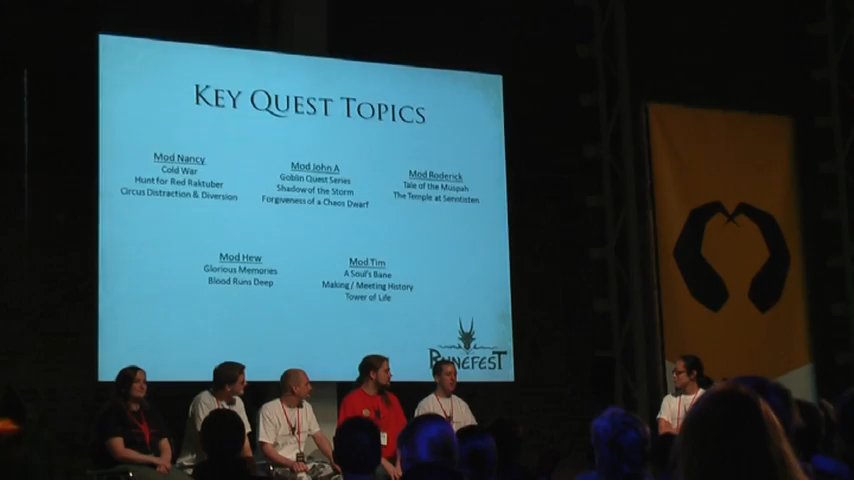 KEY QUEST TOPICS
Mod Nancy
Cold War
Hunt for Red Raktuber
Circus Distraction & Diversion
Mod John A
Goblin Quest Series
Shadow of the Storm
Forgiveness of a Chaos Dwarf
Mod Roderick
Tale of the Muspah
The Temple at Senntisten
Mod Hew
Glorious Memories
Blood Runs Deep
Mod Tim
A Soul's Bane
Making / Meeting History
Tower of Life
RUNEFEST